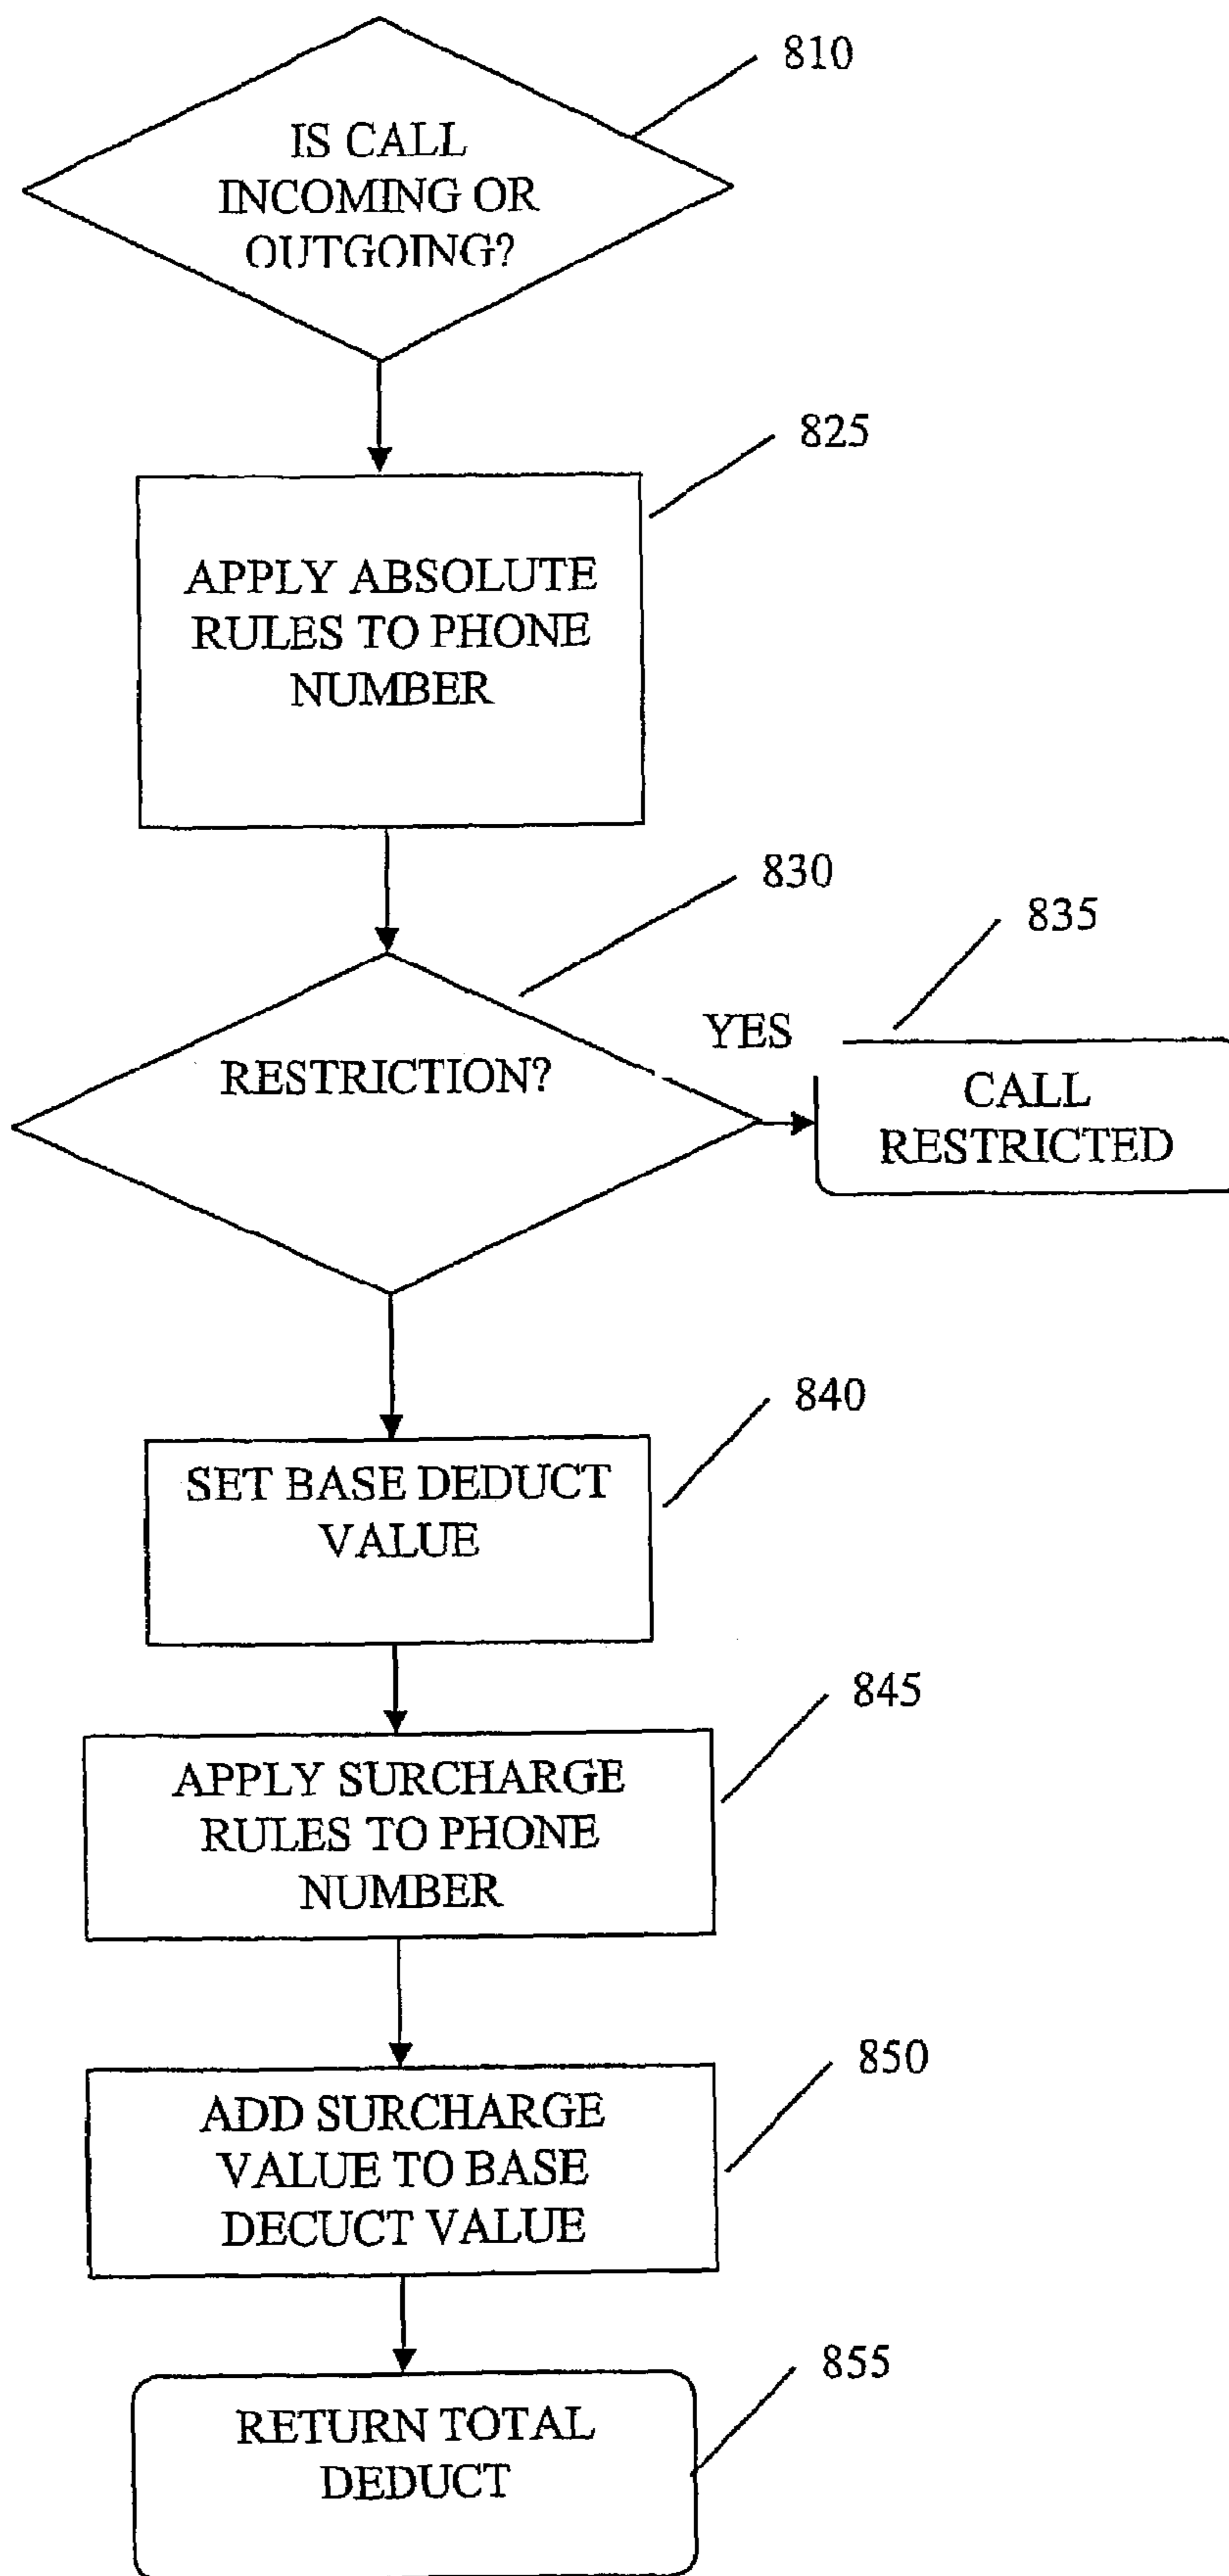 810
IS CALL
INCOMING OR
OUTGOING?
825
APPLY ABSOLUTE
RULES TO PHONE
NUMBER
830
835
YES
RESTRICTION?
CALL
RESTRICTED
840
SET BASE DEDUCT
VALUE
845
APPLY SURCHARGE
RULES TO PHONE
NUMBER
850
ADD SURCHARGE
VALUE TO BASE
DECUCT VALUE
855
RETURN TOTAL
DEDUCT